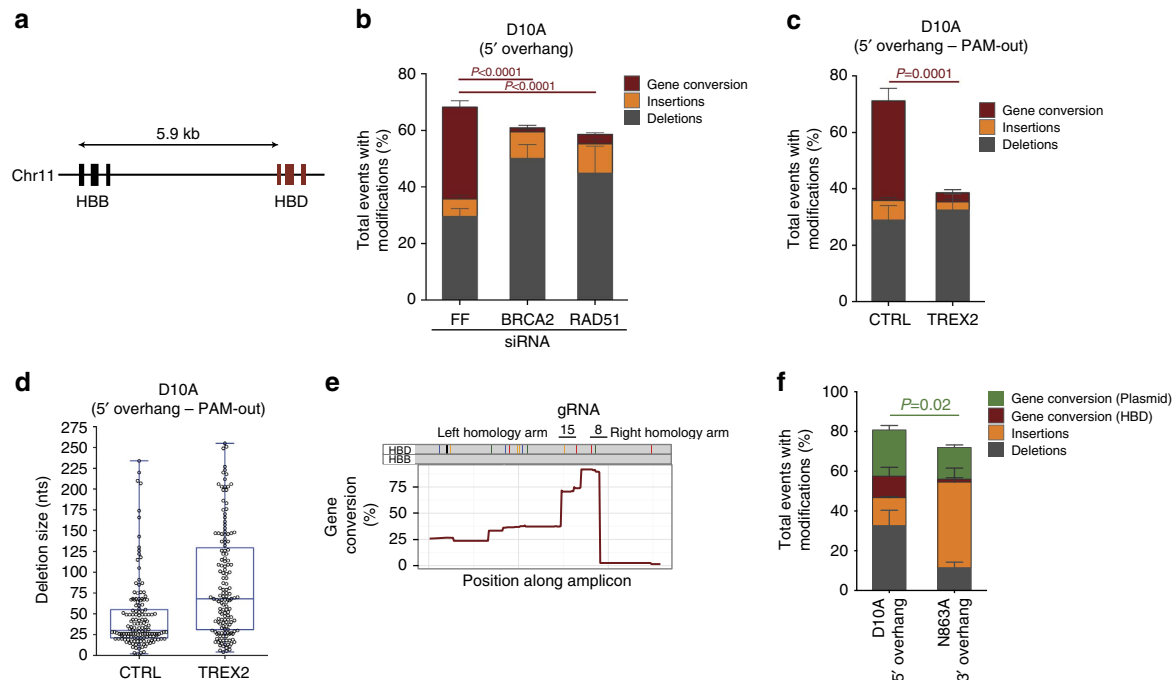 a
5.9 kb
Chr11
HBB
HBD
b
D10A
(5′ overhang)
P<0.0001
P<0.0001
Gene conversion
Insertions
Deletions
Total events with
modifications (%)
80
60
40
20
0
FF
BRCA2
RAD51
siRNA
c
D10A
(5′ overhang – PAM-out)
P=0.0001
Gene conversion
Insertions
Deletions
Total events with
modifications (%)
80
60
40
20
0
CTRL
TREX2
d
D10A
(5′ overhang – PAM-out)
Deletion size (nts)
275
250
225
200
175
150
125
100
75
50
25
0
CTRL
TREX2
e
gRNA
Left homology arm
15
8
Right homology arm
HBD
HBB
Gene
conversion
(%)
75
50
25
0
Position along amplicon
f
P=0.02
Gene conversion (Plasmid)
Gene conversion (HBD)
Insertions
Deletions
Total events with
modifications (%)
100
80
60
40
20
0
D10A
5′ overhang
N863A
3′ overhang